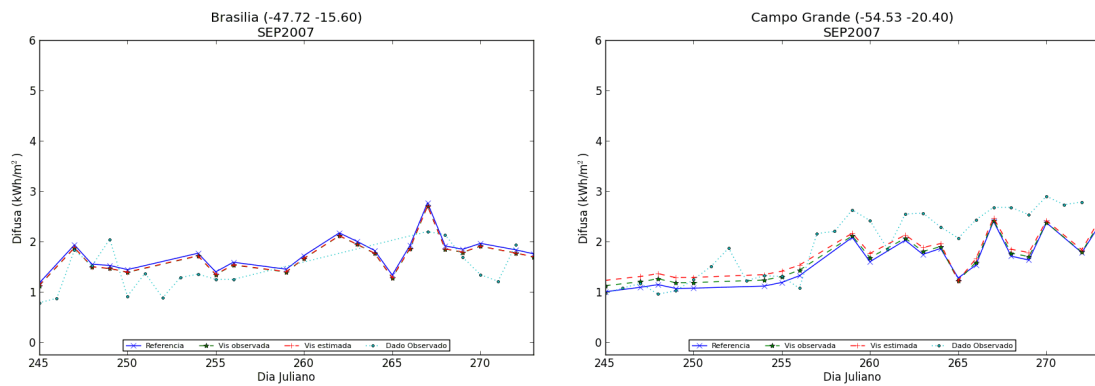 Brasilia (-47.72 -15.60)
SEP2007
6
5
4
3
2
1
0
Difusa (kWh/m²)
245
250
255
260
265
270
Dia Juliano
Referencia
Vis observada
Vis estimada
Dado Observado
Campo Grande (-54.53 -20.40)
SEP2007
6
5
4
3
2
1
0
Difusa (kWh/m²)
245
250
255
260
265
270
Dia Juliano
Referencia
Vis observada
Vis estimada
Dado Observado